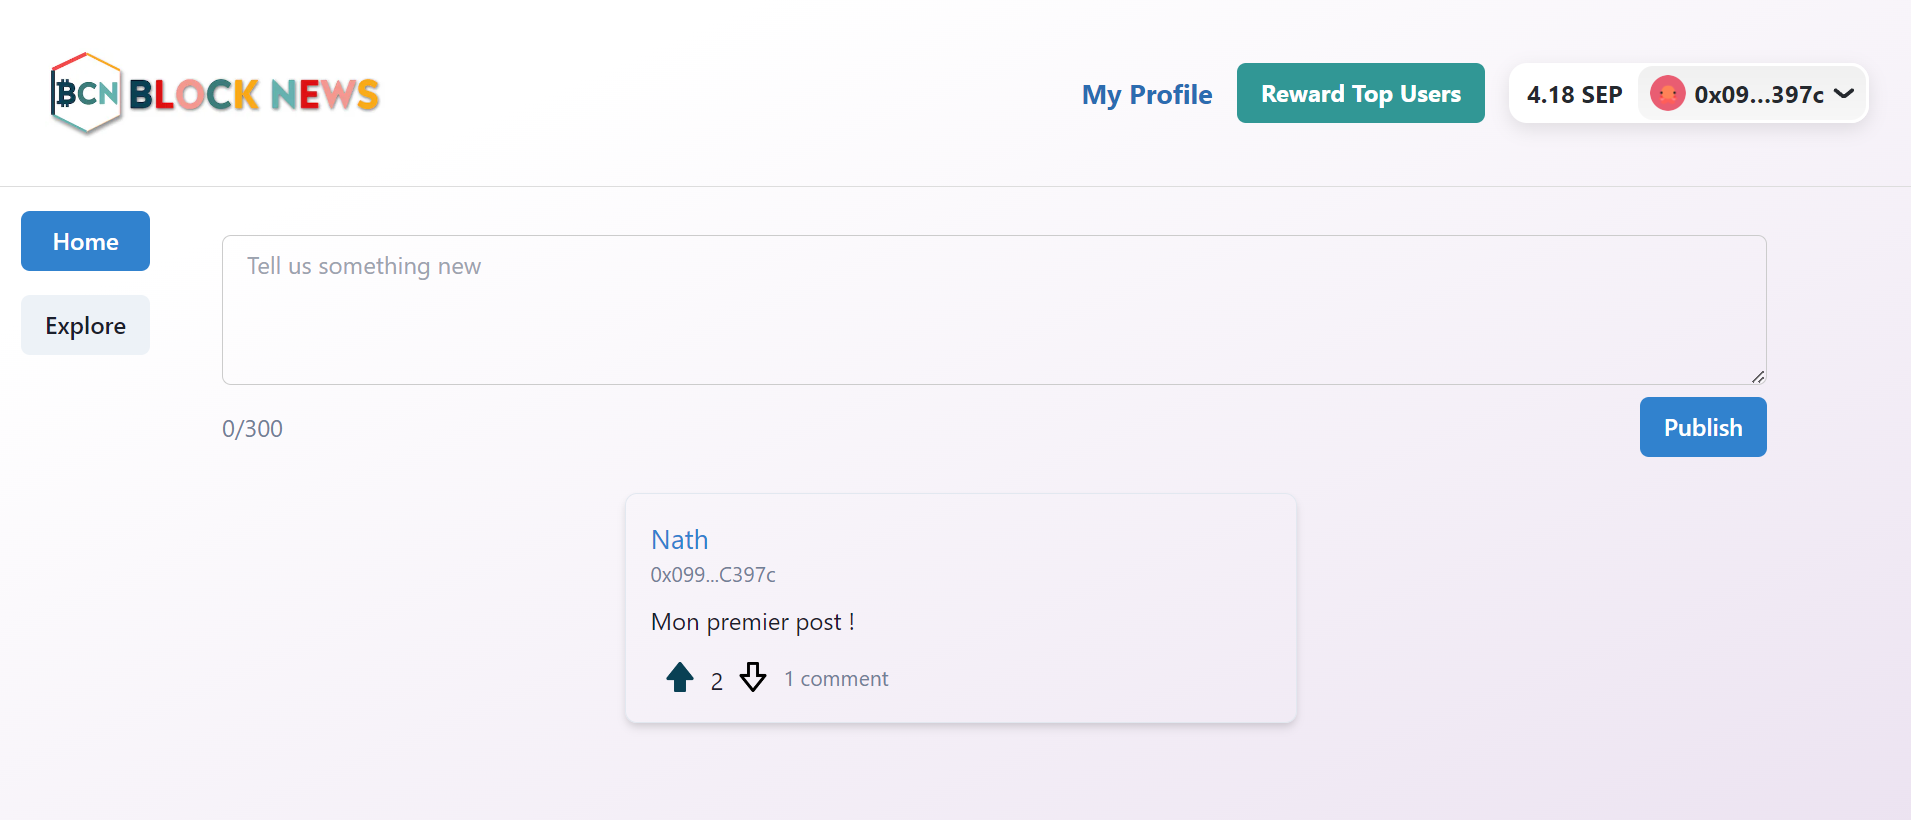 BCN BLOCK NEWS
My Profile
Reward Top Users
4.18 SEP
0x09...397c
Home
Explore
Tell us something new
0/300
Publish
Nath
0x099...C397c
Mon premier post !
2
1 comment